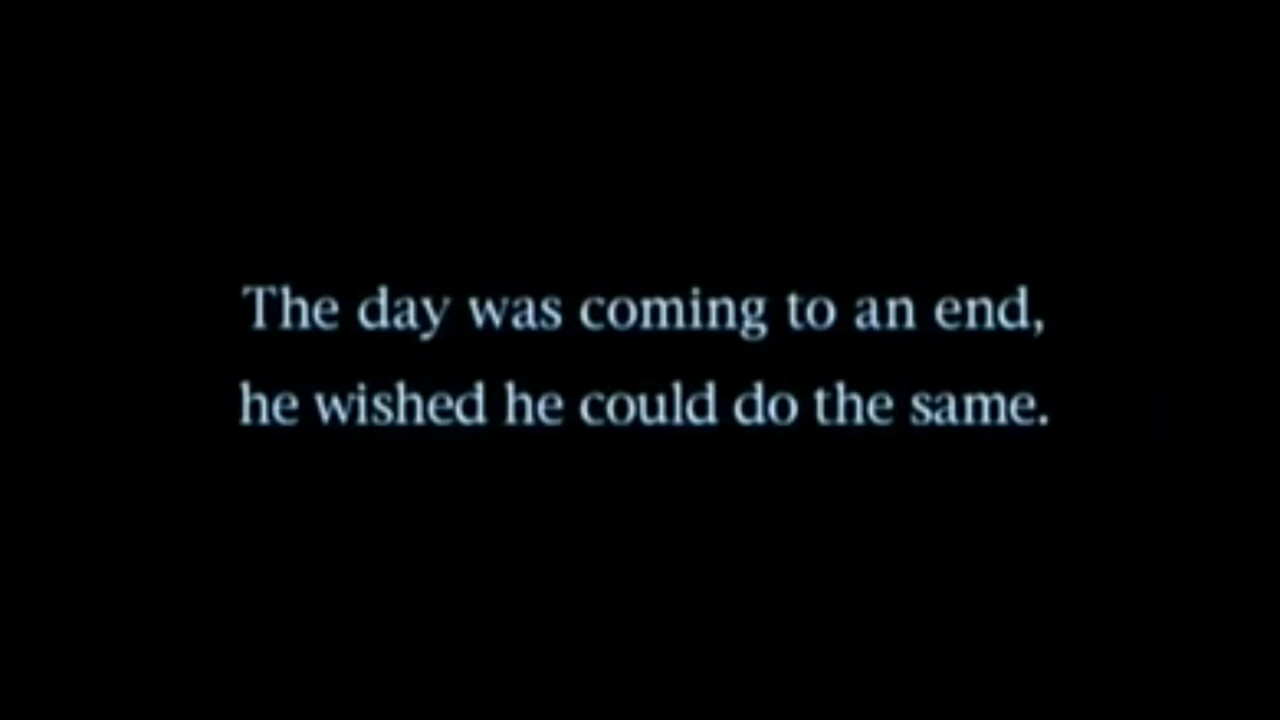 The day was coming to an end,
he wished he could do the same.